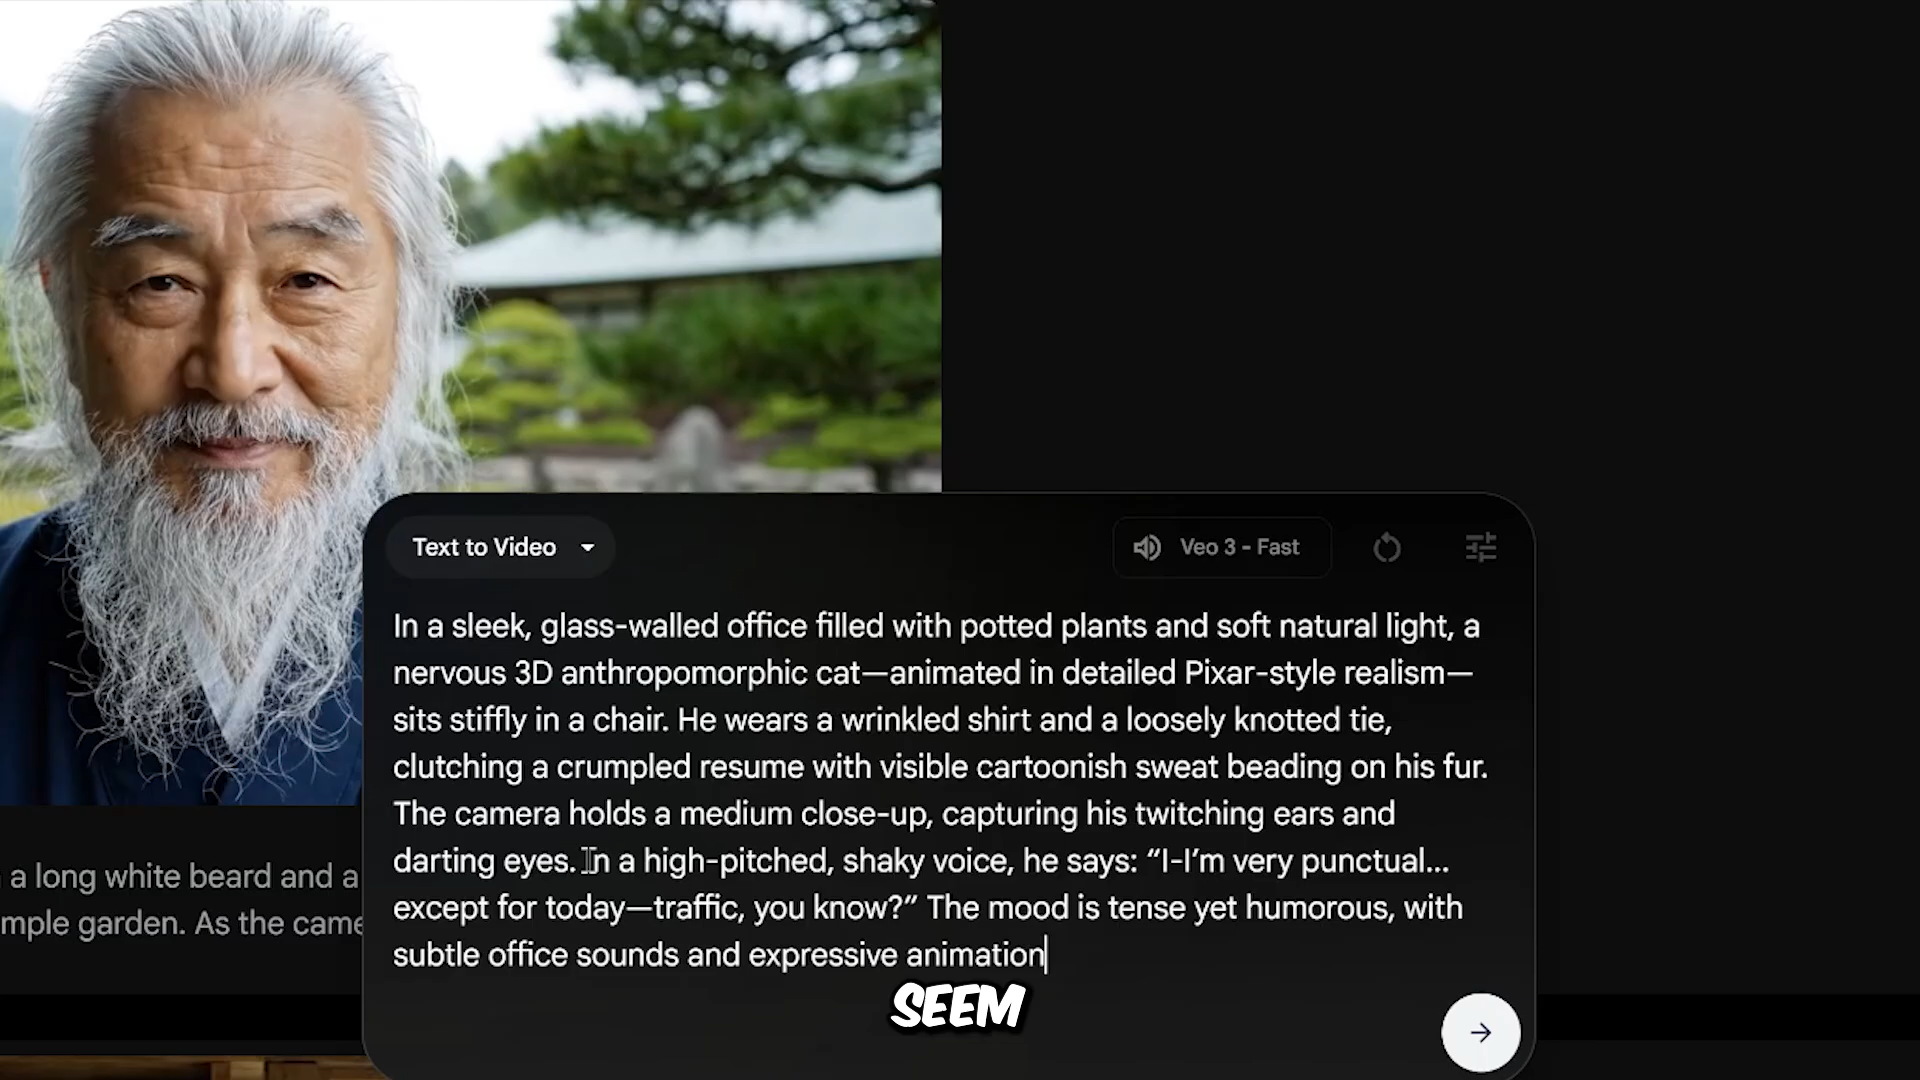 Text to Video
Veo 3 - Fast
In a sleek, glass-walled office filled with potted plants and soft natural light, a
nervous 3D anthropomorphic cat—animated in detailed Pixar-style realism—
sits stiffly in a chair. He wears a wrinkled shirt and a loosely knotted tie,
clutching a crumpled resume with visible cartoonish sweat beading on his fur.
The camera holds a medium close-up, capturing his twitching ears and
darting eyes. In a high-pitched, shaky voice, he says: “I-I’m very punctual...
except for today—traffic, you know?” The mood is tense yet humorous, with
subtle office sounds and expressive animation
a long white beard and a
mple garden. As the came
SEEM